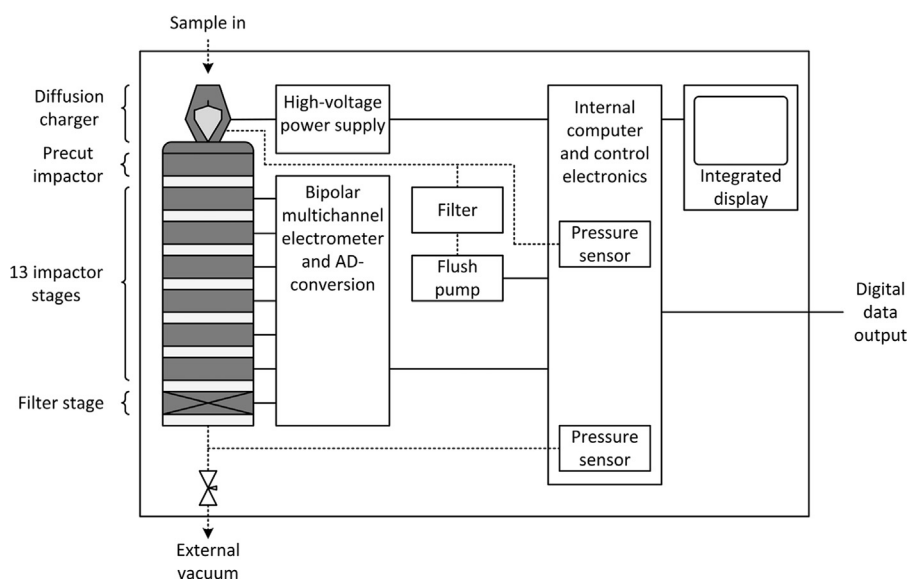 Sample in
Diffusion
charger
High-voltage
power supply
Internal
computer
and control
electronics
Integrated
display
Precut
impactor
Bipolar
multichannel
electrometer
and AD-
conversion
Filter
Pressure
sensor
Flush
pump
13 impactor
stages
Digital
data
output
Filter stage
Pressure
sensor
External
vacuum